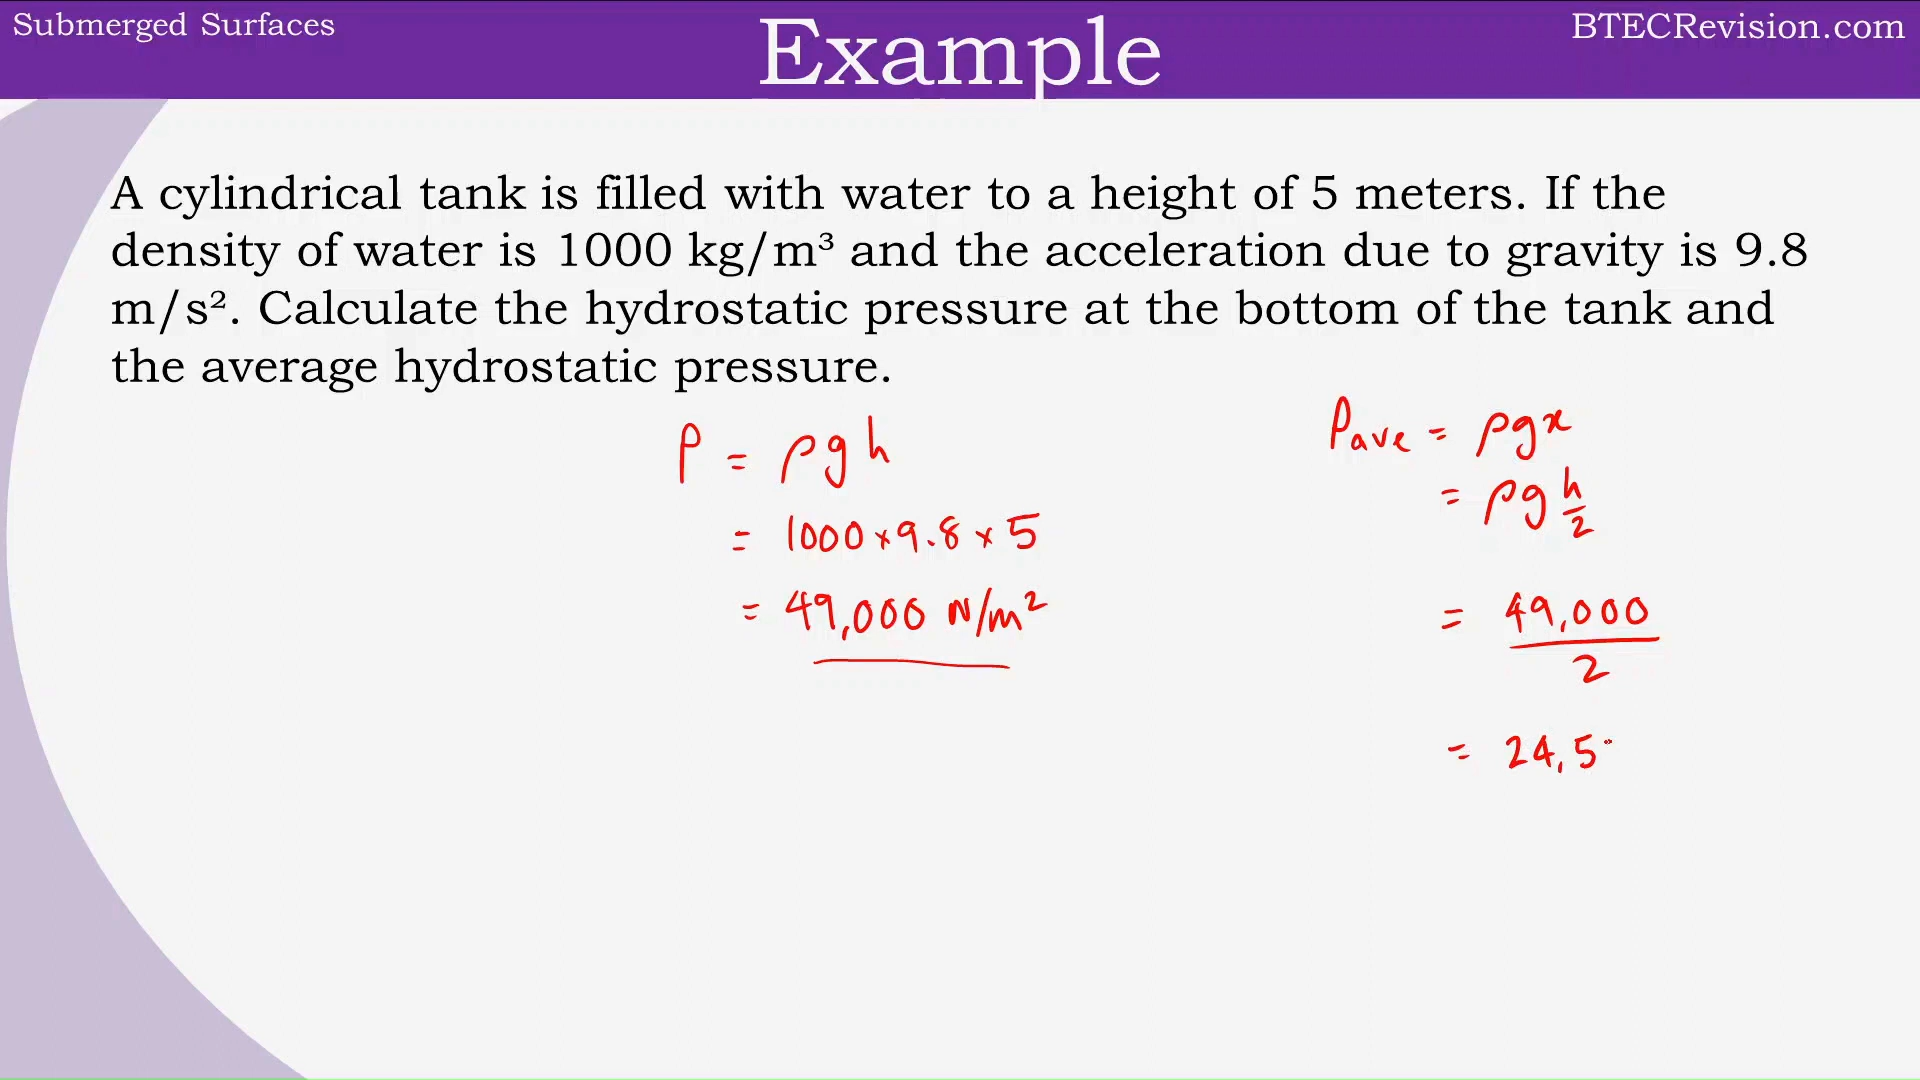 Submerged Surfaces
Example
BTECRevision.com
A cylindrical tank is filled with water to a height of 5 meters. If the
density of water is 1000 kg/m³ and the acceleration due to gravity is 9.8
m/s². Calculate the hydrostatic pressure at the bottom of the tank and
the average hydrostatic pressure.
P = ρgh
= 1000 × 9.8 × 5
= 49,000 N/m²
Pave = ρgx
= ρg h/2
= 49,000
2
= 24,5